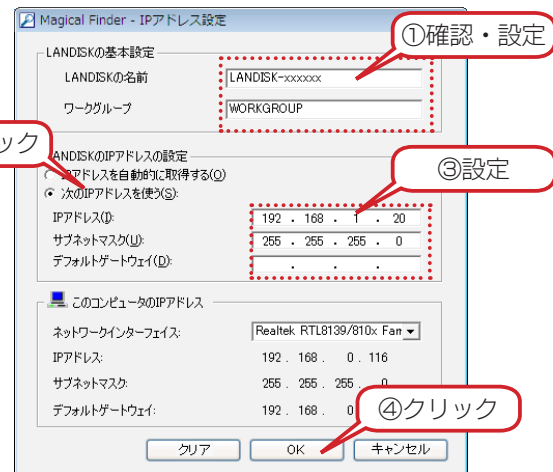 Magical Finder - IPアドレス設定
①確認・設定
LANDISKの基本設定
LANDISKの名前 LANDISK-xxxxxx
ワークグループ WORKGROUP
ック
ANDISKのIPアドレスの設定
IPアドレスを自動的に取得する(O)
③設定
次のIPアドレスを使う(S):
IPアドレス(I): 192 . 168 . 1 . 20
サブネットマスク(U): 255 . 255 . 255 . 0
デフォルトゲートウェイ(D): . . .
このコンピュータのIPアドレス
ネットワークインターフェイス: Realtek RTL8139/810x Fam
IPアドレス: 192 . 168 . 0 . 116
サブネットマスク: 255 . 255 . 255 . 0
デフォルトゲートウェイ: 192 . 168 . 0
④クリック
クリア OK キャンセル